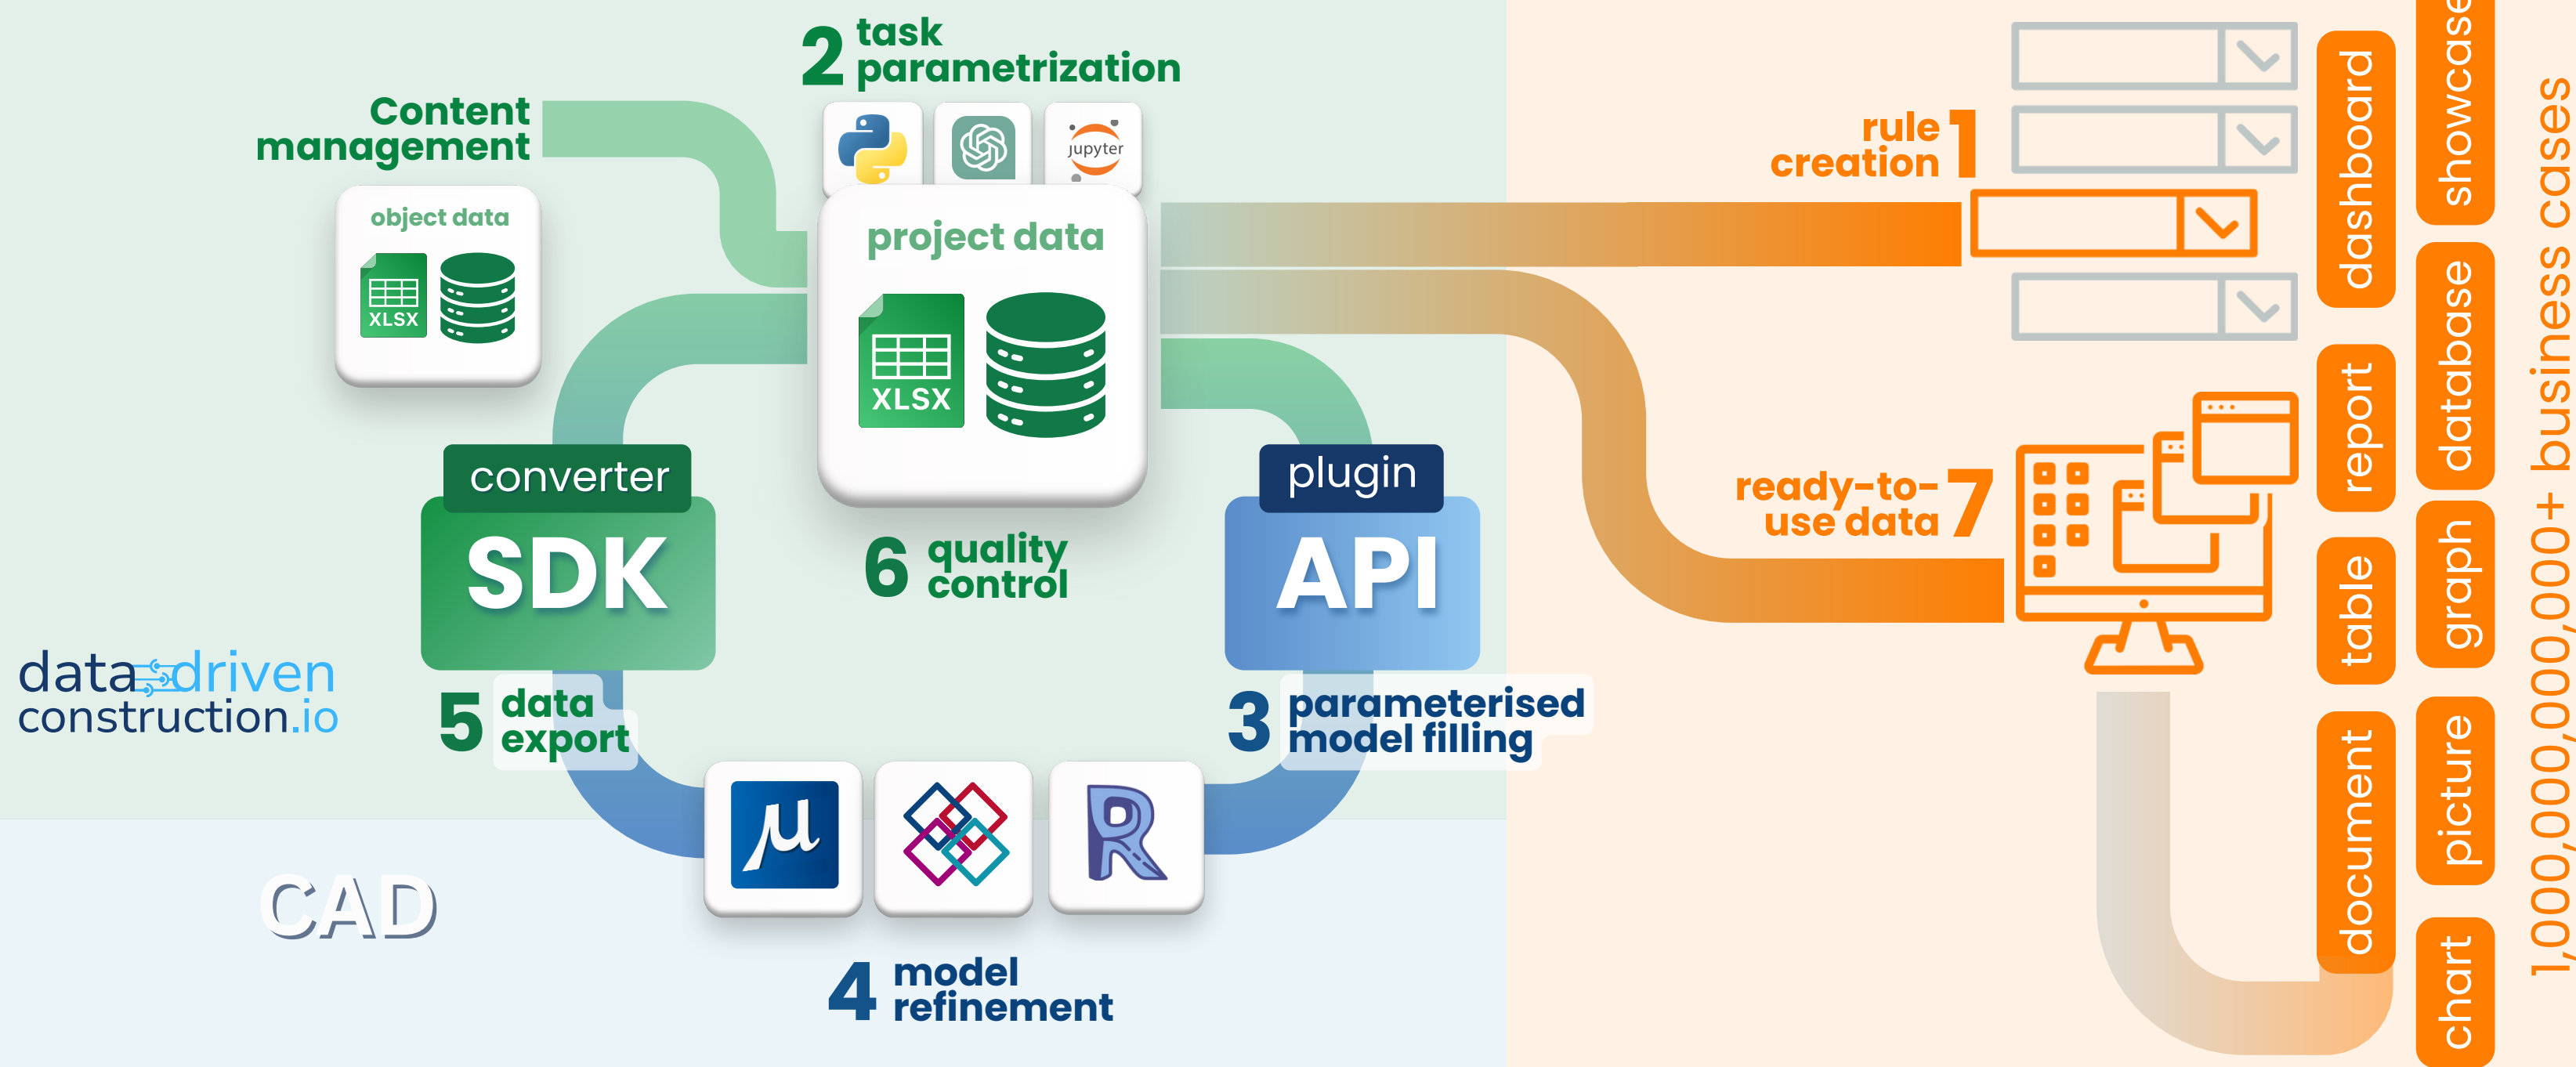 2 task
parametrization
Content
management
object data
XLSX
jupyter
project data
XLSX
converter
SDK
plugin
API
6 quality
control
5 data
export
3 parameterised
model filling
data driven
construction.io
CAD
µ
R
4 model
refinement
rule
creation 1
ready-to-
use data 7
dashboard
report
table
document
showcase
database
graph
picture
chart
1,000,000,000,000+ business cases